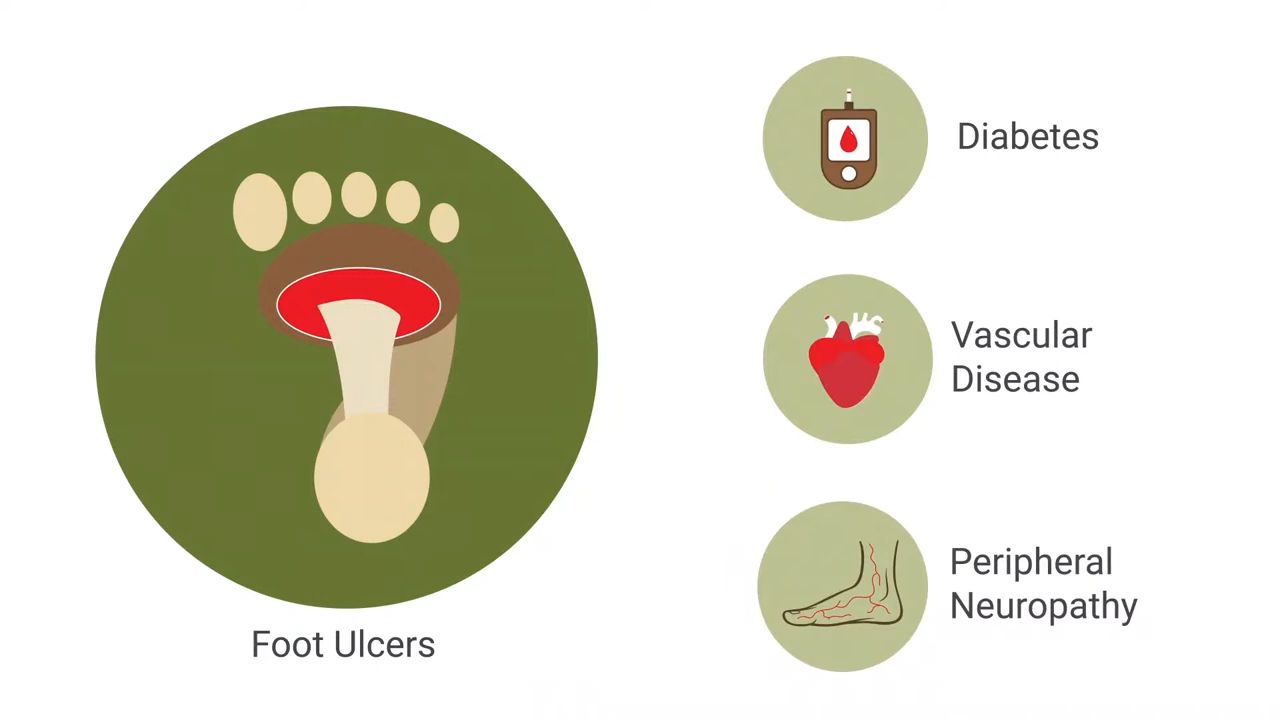 Foot Ulcers
Diabetes
Vascular
Disease
Peripheral
Neuropathy